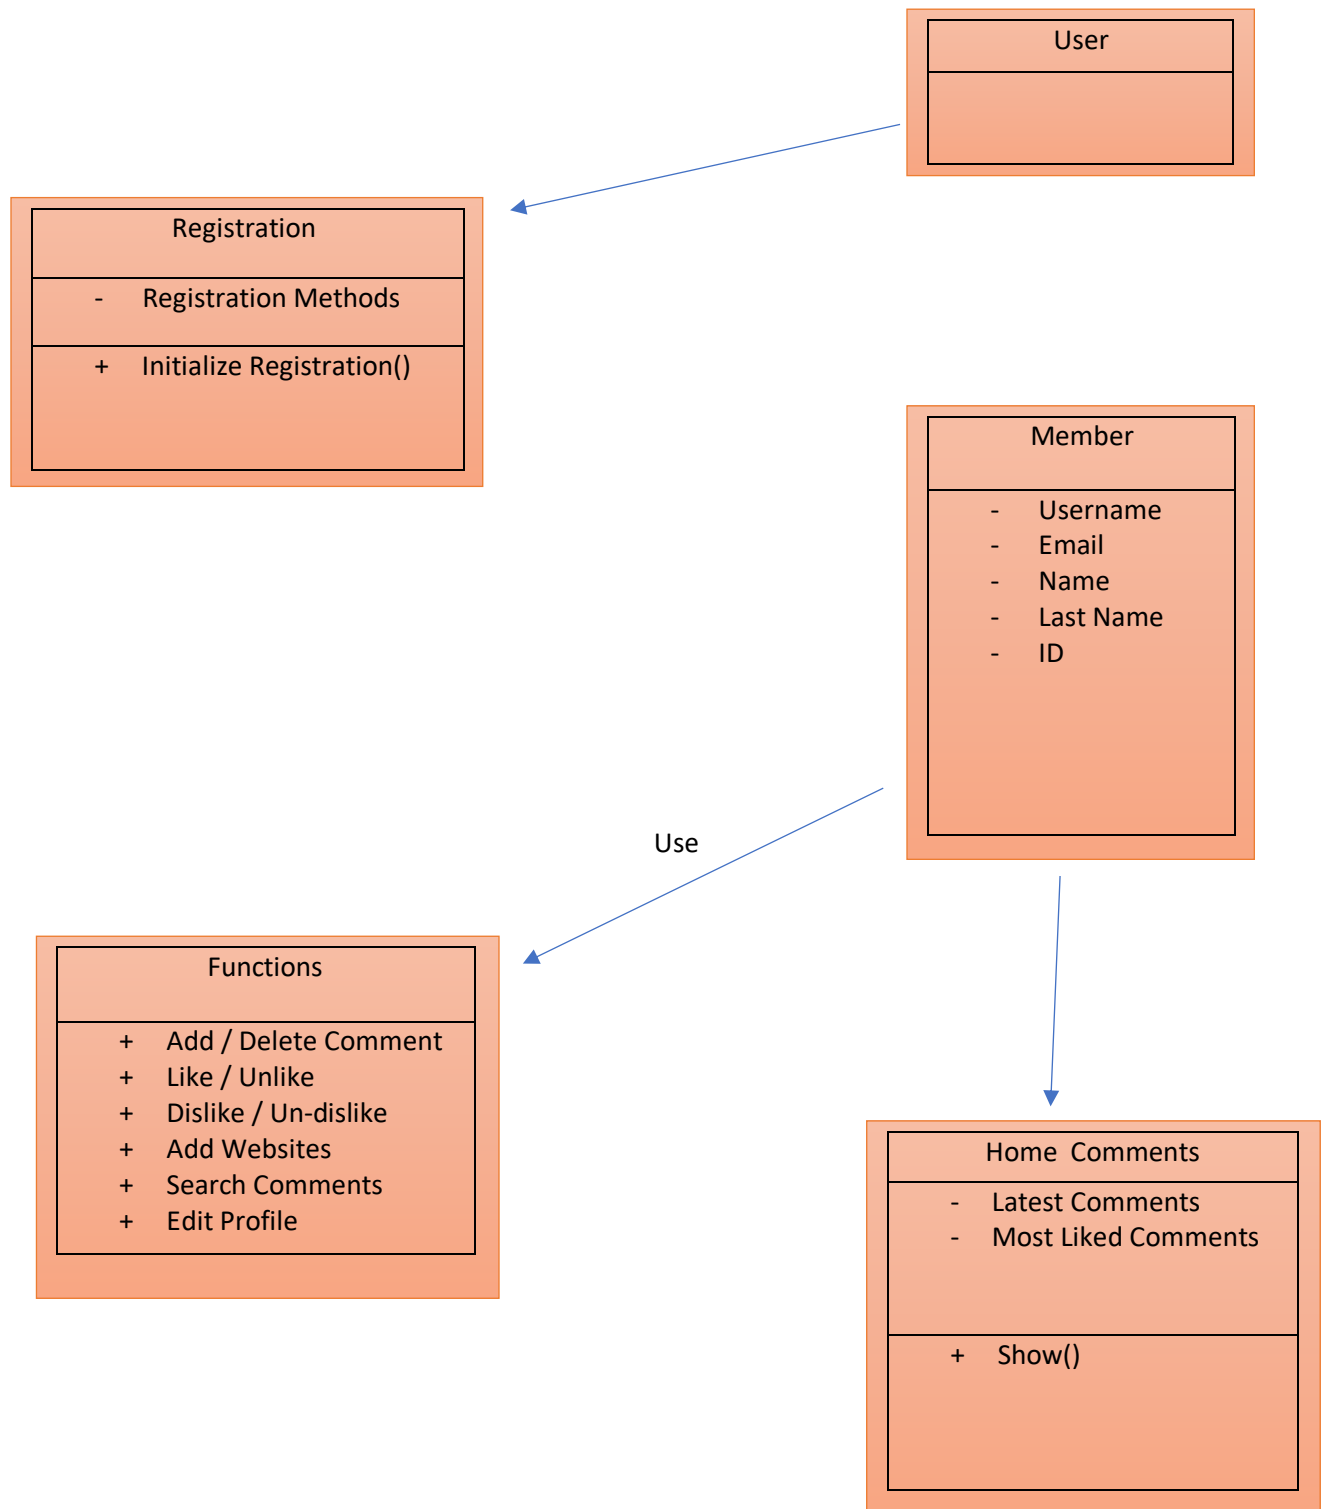 User
Registration
- Registration Methods
+ Initialize Registration()
Member
- Username
- Email
- Name
- Last Name
- ID
Use
Functions
+ Add / Delete Comment
+ Like / Unlike
+ Dislike / Un-dislike
+ Add Websites
+ Search Comments
+ Edit Profile
Home Comments
- Latest Comments
- Most Liked Comments
+ Show()